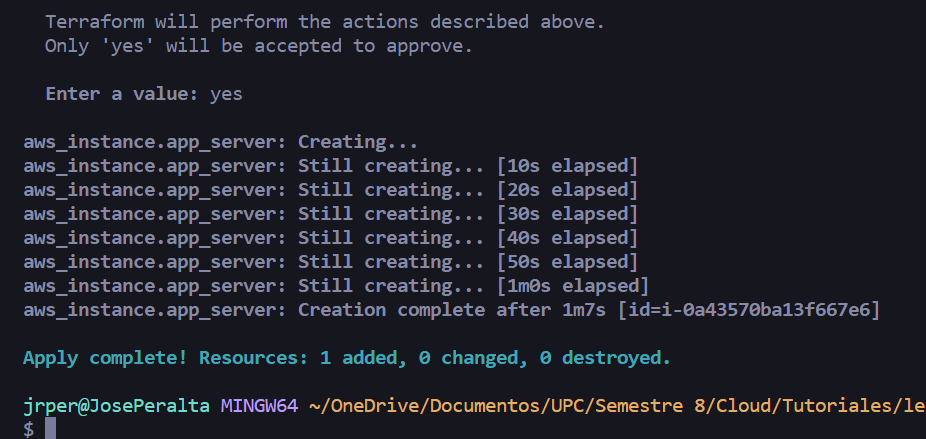 Terraform will perform the actions described above.
Only 'yes' will be accepted to approve.
Enter a value: yes
aws_instance.app_server: Creating...
aws_instance.app_server: Still creating... [10s elapsed]
aws_instance.app_server: Still creating... [20s elapsed]
aws_instance.app_server: Still creating... [30s elapsed]
aws_instance.app_server: Still creating... [40s elapsed]
aws_instance.app_server: Still creating... [50s elapsed]
aws_instance.app_server: Still creating... [1m0s elapsed]
aws_instance.app_server: Creation complete after 1m7s [id=i-0a43570ba13f667e6]
Apply complete! Resources: 1 added, 0 changed, 0 destroyed.
jrper@JosePeralta MINGW64 ~/OneDrive/Documentos/UPC/Semestre 8/Cloud/Tutoriales/le
$